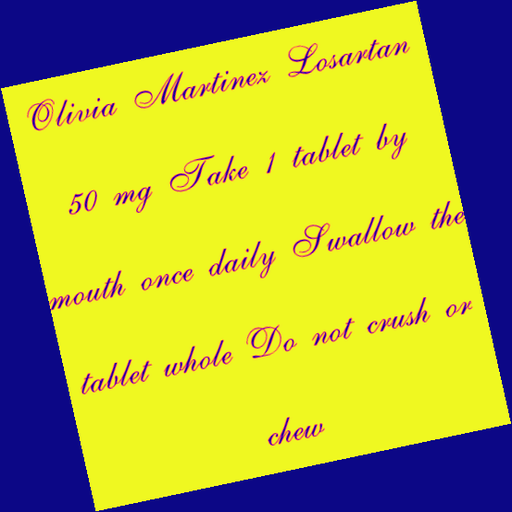 Olivia Martinez Losartan
50 mg Take 1 tablet by
mouth once daily Swallow the
tablet whole Do not crush or
chew